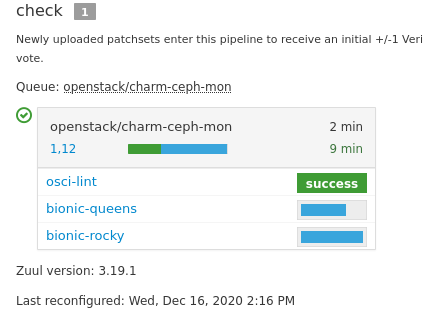 check 1
Newly uploaded patchsets enter this pipeline to receive an initial +/-1 Veri
vote.
Queue: openstack/charm-ceph-mon
openstack/charm-ceph-mon 2 min
1,12 9 min
osci-lint success
bionic-queens
bionic-rocky
Zuul version: 3.19.1
Last reconfigured: Wed, Dec 16, 2020 2:16 PM